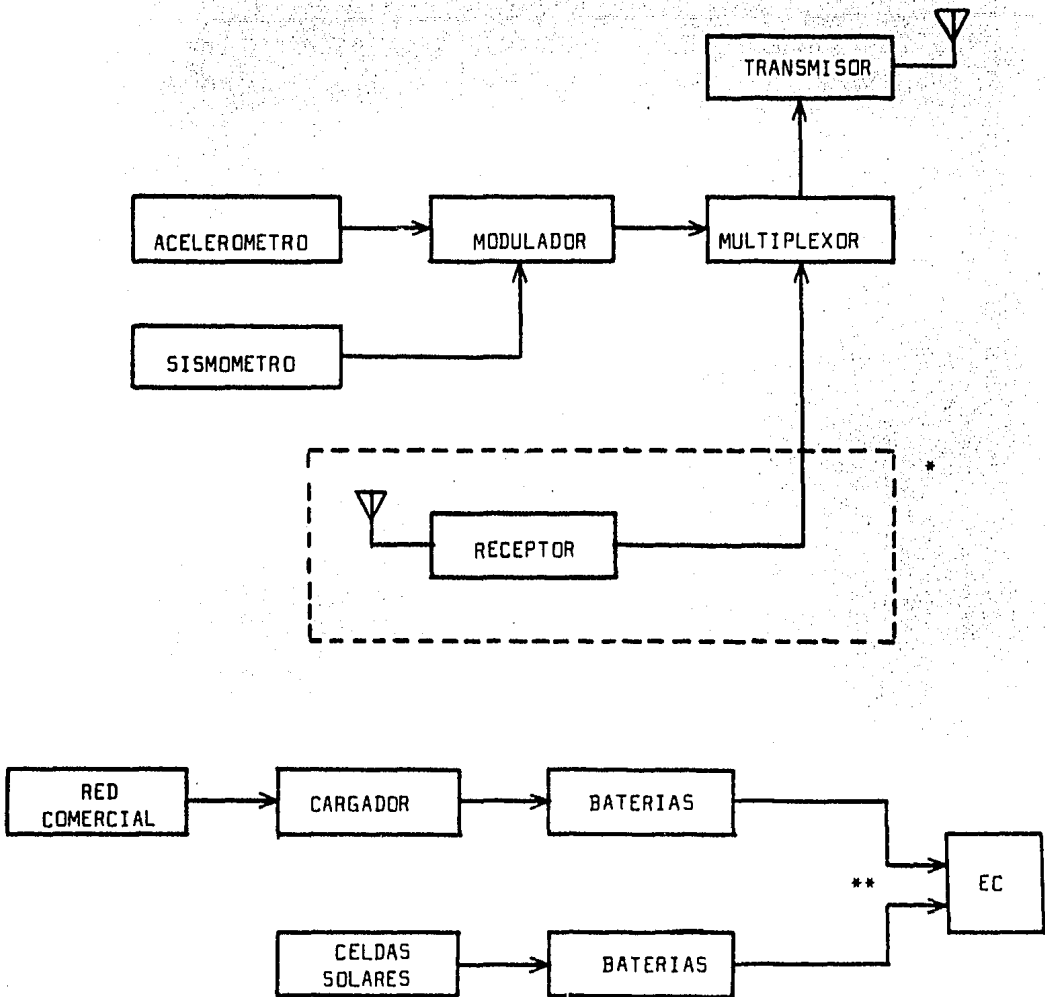 TRANSMISOR
ACELEROMETRO
MODULADOR
MULTIPLEXOR
SISMOMETRO
*
RECEPTOR
RED
COMERCIAL
CARGADOR
BATERIAS
**
EC
CELDAS
SOLARES
BATERIAS